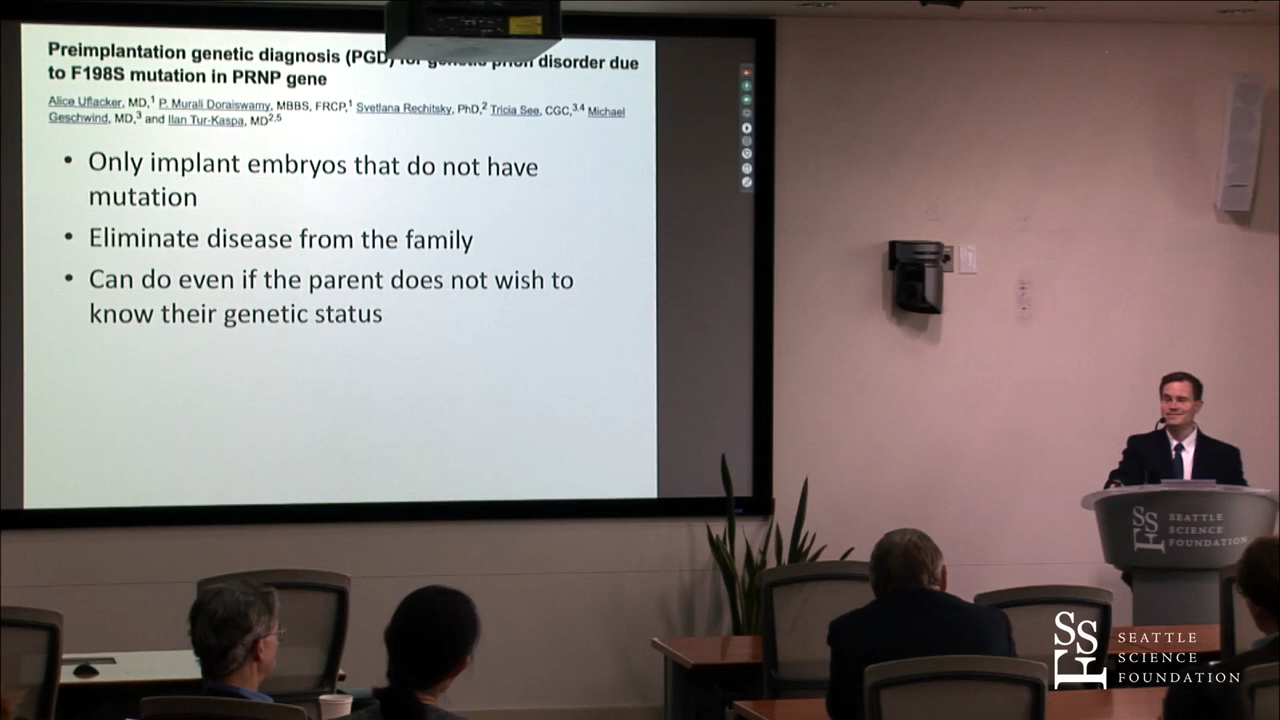 Preimplantation genetic diagnosis (PGD) for genetic prion disorder due
to F198S mutation in PRNP gene
Alice Uflacker, MD,1 P. Murali Doraiswamy, MBBS, FRCP,1 Svetlana Rechitsky, PhD,2 Tricia See, CGC,3,4 Michael
Geschwind, MD,3 and Ilan Tur-Kaspa, MD2,5
• Only implant embryos that do not have
mutation
• Eliminate disease from the family
• Can do even if the parent does not wish to
know their genetic status
SSF
SEATTLE
SCIENCE
FOUNDATION
SSF
SEATTLE
SCIENCE
FOUNDATION